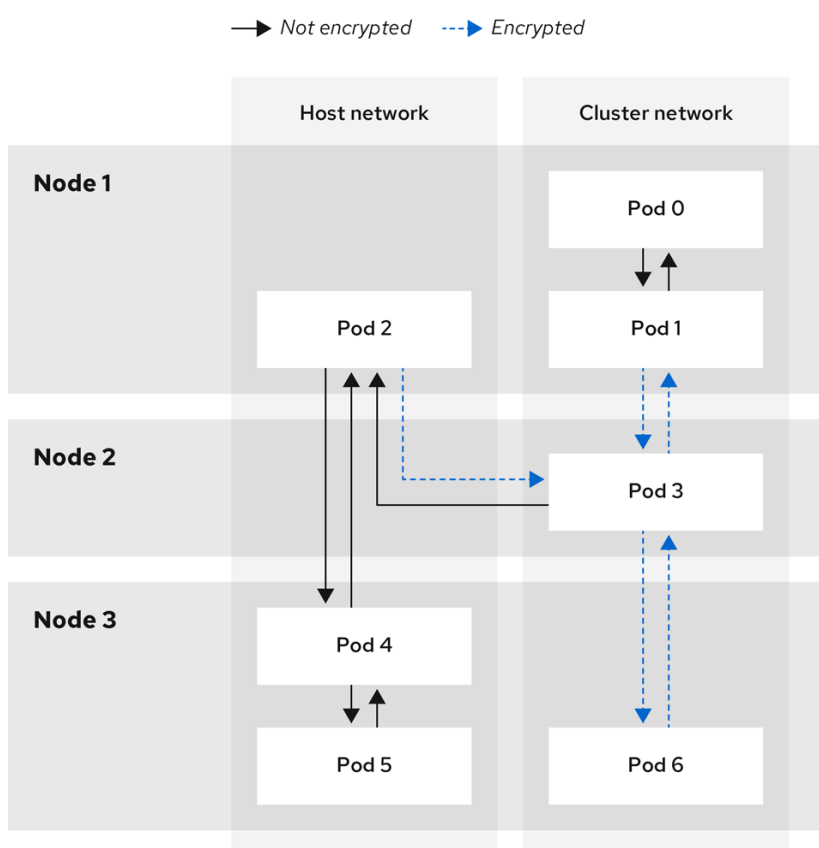 Not encrypted
Encrypted
Host network
Cluster network
Node 1
Pod 0
Pod 2
Pod 1
Node 2
Pod 3
Node 3
Pod 4
Pod 5
Pod 6